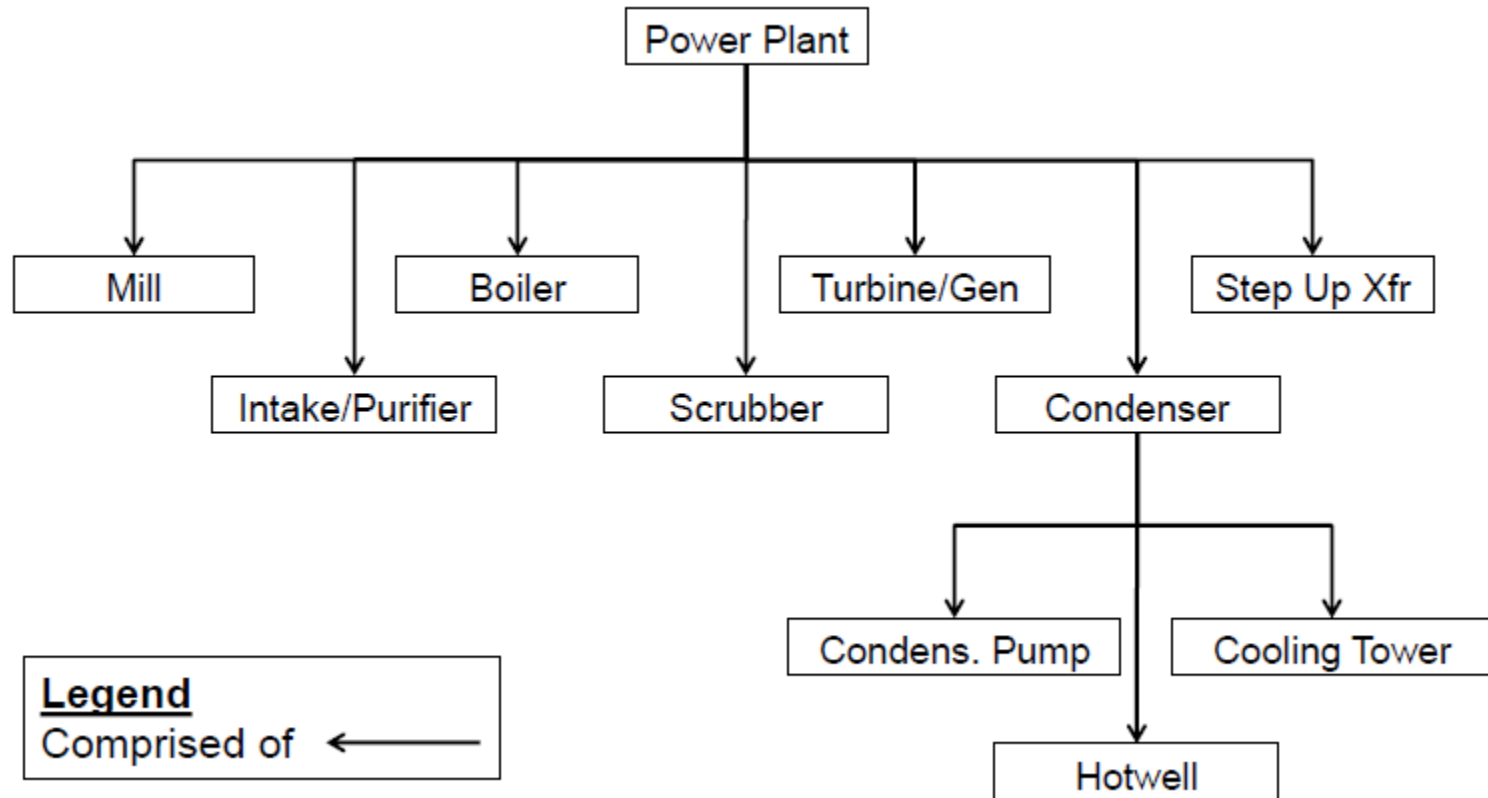 Power Plant
Mill
Boiler
Turbine/Gen
Step Up Xfr
Intake/Purifier
Scrubber
Condenser
Condens. Pump
Cooling Tower
Hotwell
Legend
Comprised of